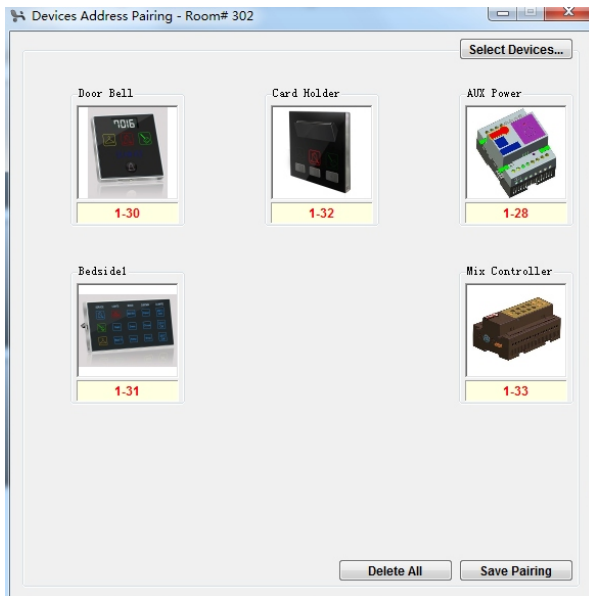 Devices Address Pairing - Room# 302
Select Devices...
Door Bell
Card Holder
AUX Power
7016
1-30
1-32
1-28
Bedside1
Mix Controller
1-31
1-33
Delete All
Save Pairing